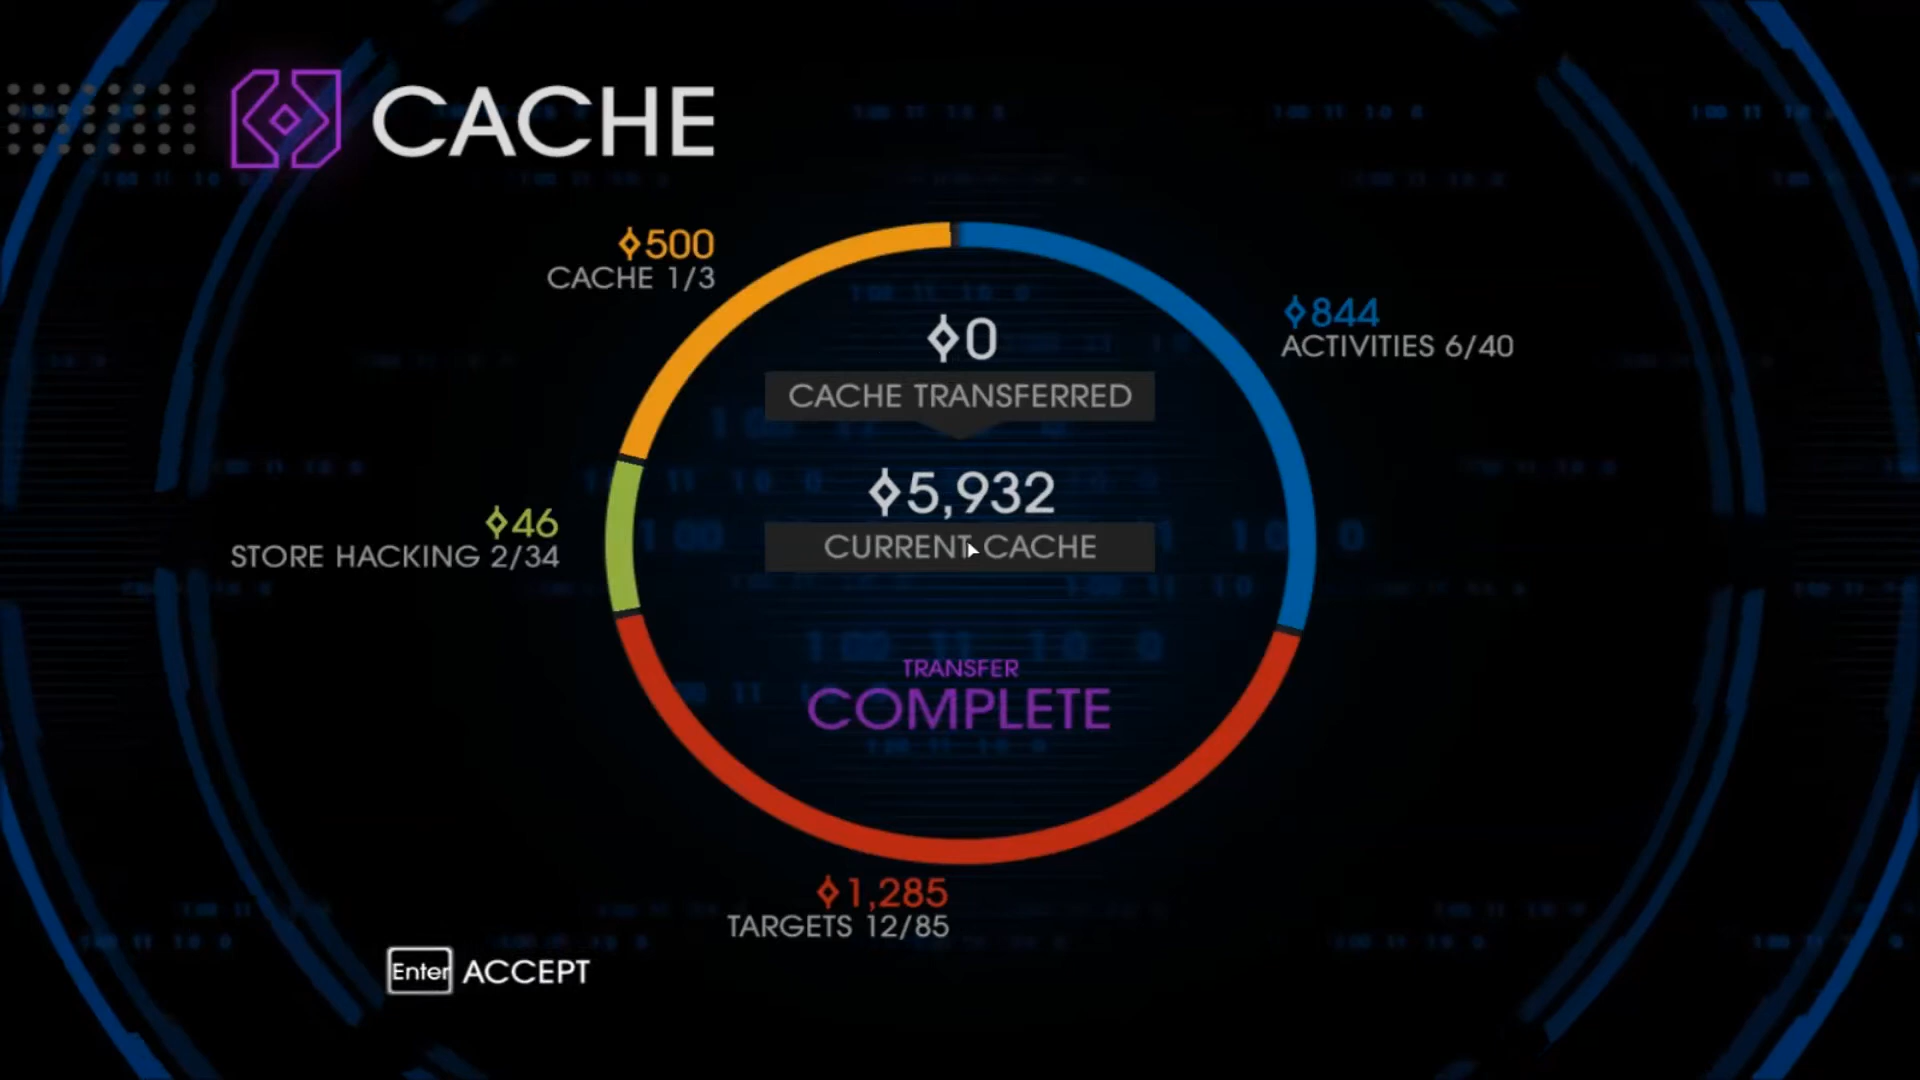 CACHE
500
CACHE 1/3
844
ACTIVITIES 6/40
0
CACHE TRANSFERRED
5,932
CURRENT CACHE
46
STORE HACKING 2/34
TRANSFER
COMPLETE
1,285
TARGETS 12/85
Enter ACCEPT